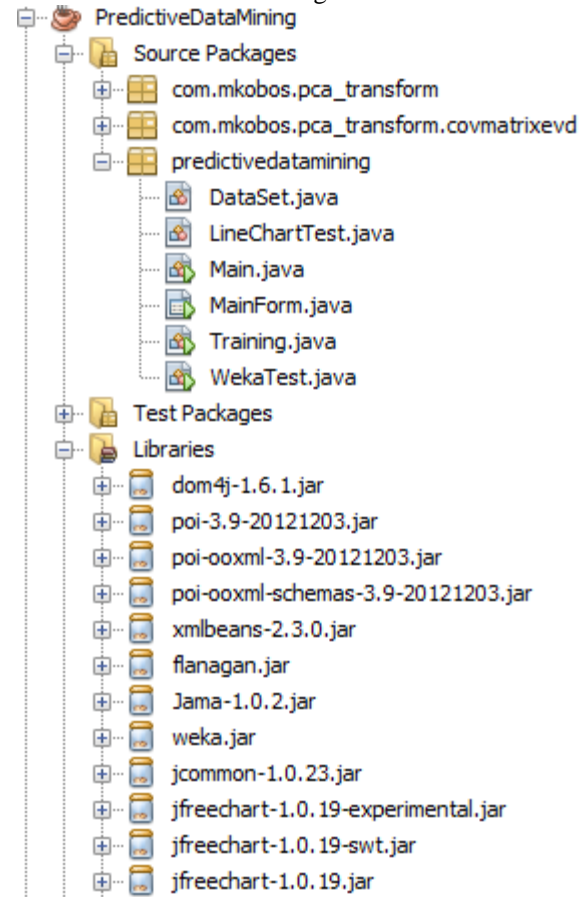 PredictiveDataMining
Source Packages
com.mkobos.pca_transform
com.mkobos.pca_transform.covmatrixevd
predictivedatamining
DataSet.java
LineChartTest.java
Main.java
MainForm.java
Training.java
WekaTest.java
Test Packages
Libraries
dom4j-1.6.1.jar
poi-3.9-20121203.jar
poi-ooxml-3.9-20121203.jar
poi-ooxml-schemas-3.9-20121203.jar
xmlbeans-2.3.0.jar
flanagan.jar
Jama-1.0.2.jar
weka.jar
jcommon-1.0.23.jar
jfreechart-1.0.19-experimental.jar
jfreechart-1.0.19-swt.jar
jfreechart-1.0.19.jar